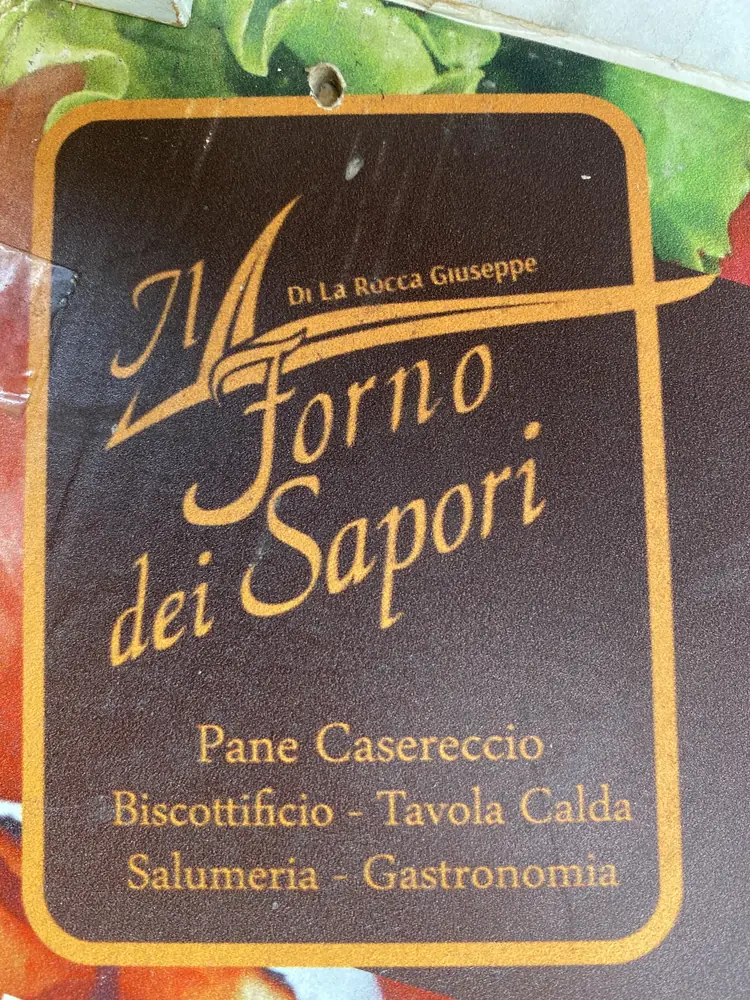 Il
Di La Rocca Giuseppe
Forno
dei Sapori
Pane Casereccio
Biscottificio - Tavola Calda
Salumeria - Gastronomia